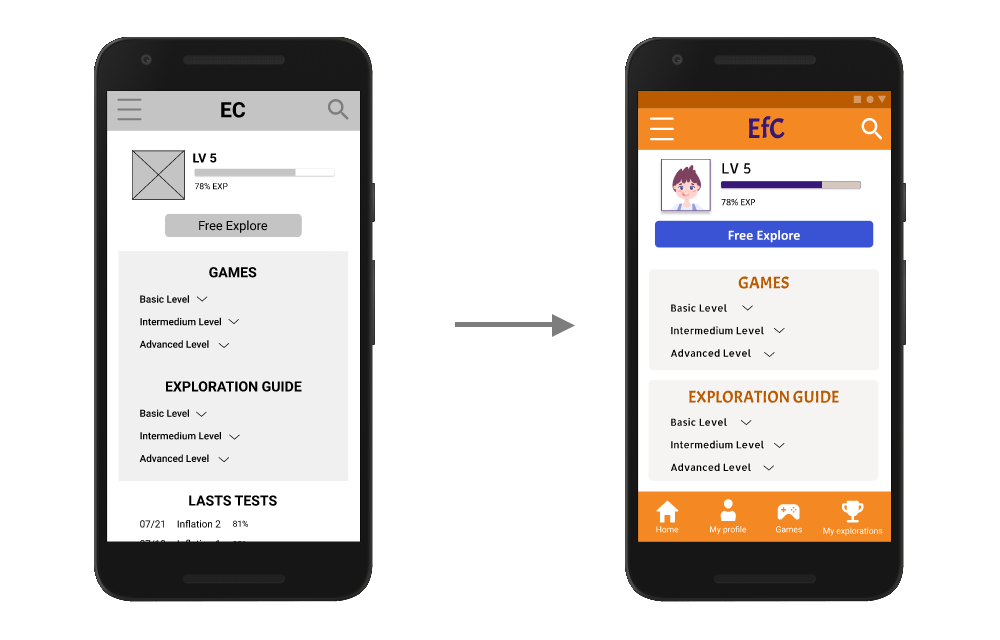 EC
LV 5
78% EXP
Free Explore
GAMES
Basic Level
Intermedium Level
Advanced Level
EXPLORATION GUIDE
Basic Level
Intermedium Level
Advanced Level
LASTS TESTS
07/21 Inflation 2 81%
EfC
LV 5
78% EXP
Free Explore
GAMES
Basic Level
Intermedium Level
Advanced Level
EXPLORATION GUIDE
Basic Level
Intermedium Level
Advanced Level
Home My profile Games My explorations